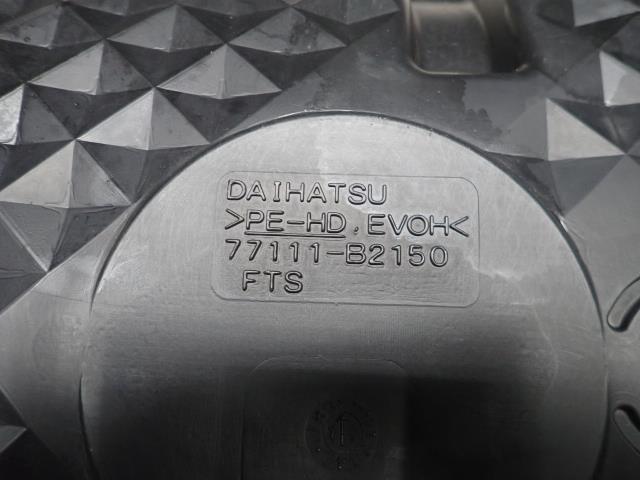 DAIHATSU
>PE-HD, EVOH<
77111-B2150
FTS